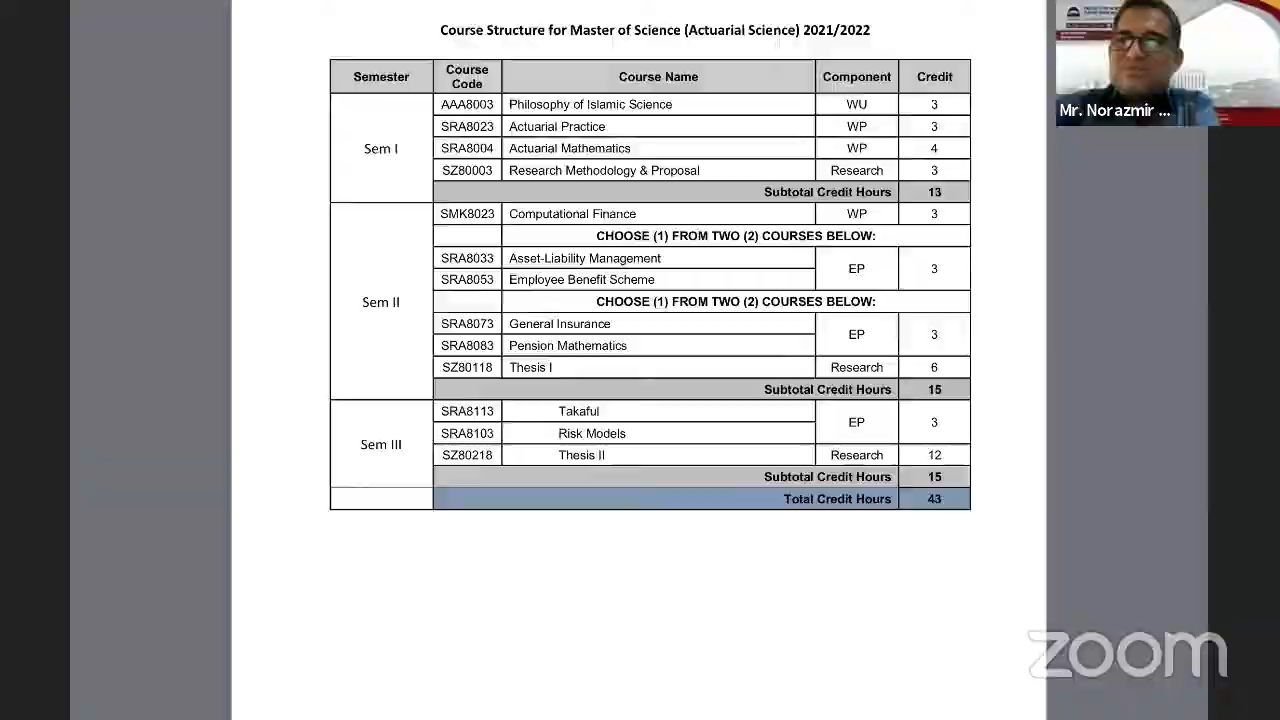 Course Structure for Master of Science (Actuarial Science) 2021/2022
Semester Course Code Course Name Component Credit
Sem I
AAA8003 Philosophy of Islamic Science WU 3
SRA8023 Actuarial Practice WP 3
SRA8004 Actuarial Mathematics WP 4
SZ80003 Research Methodology & Proposal Research 3
Subtotal Credit Hours 13
Sem II
SMK8023 Computational Finance WP 3
CHOOSE (1) FROM TWO (2) COURSES BELOW:
SRA8033 Asset-Liability Management EP 3
SRA8053 Employee Benefit Scheme
CHOOSE (1) FROM TWO (2) COURSES BELOW:
SRA8073 General Insurance EP 3
SRA8083 Pension Mathematics
SZ80118 Thesis I Research 6
Subtotal Credit Hours 15
Sem III
SRA8113 Takaful EP 3
SRA8103 Risk Models
SZ80218 Thesis II Research 12
Subtotal Credit Hours 15
Total Credit Hours 43
Mr. Norazmir ...
zoom